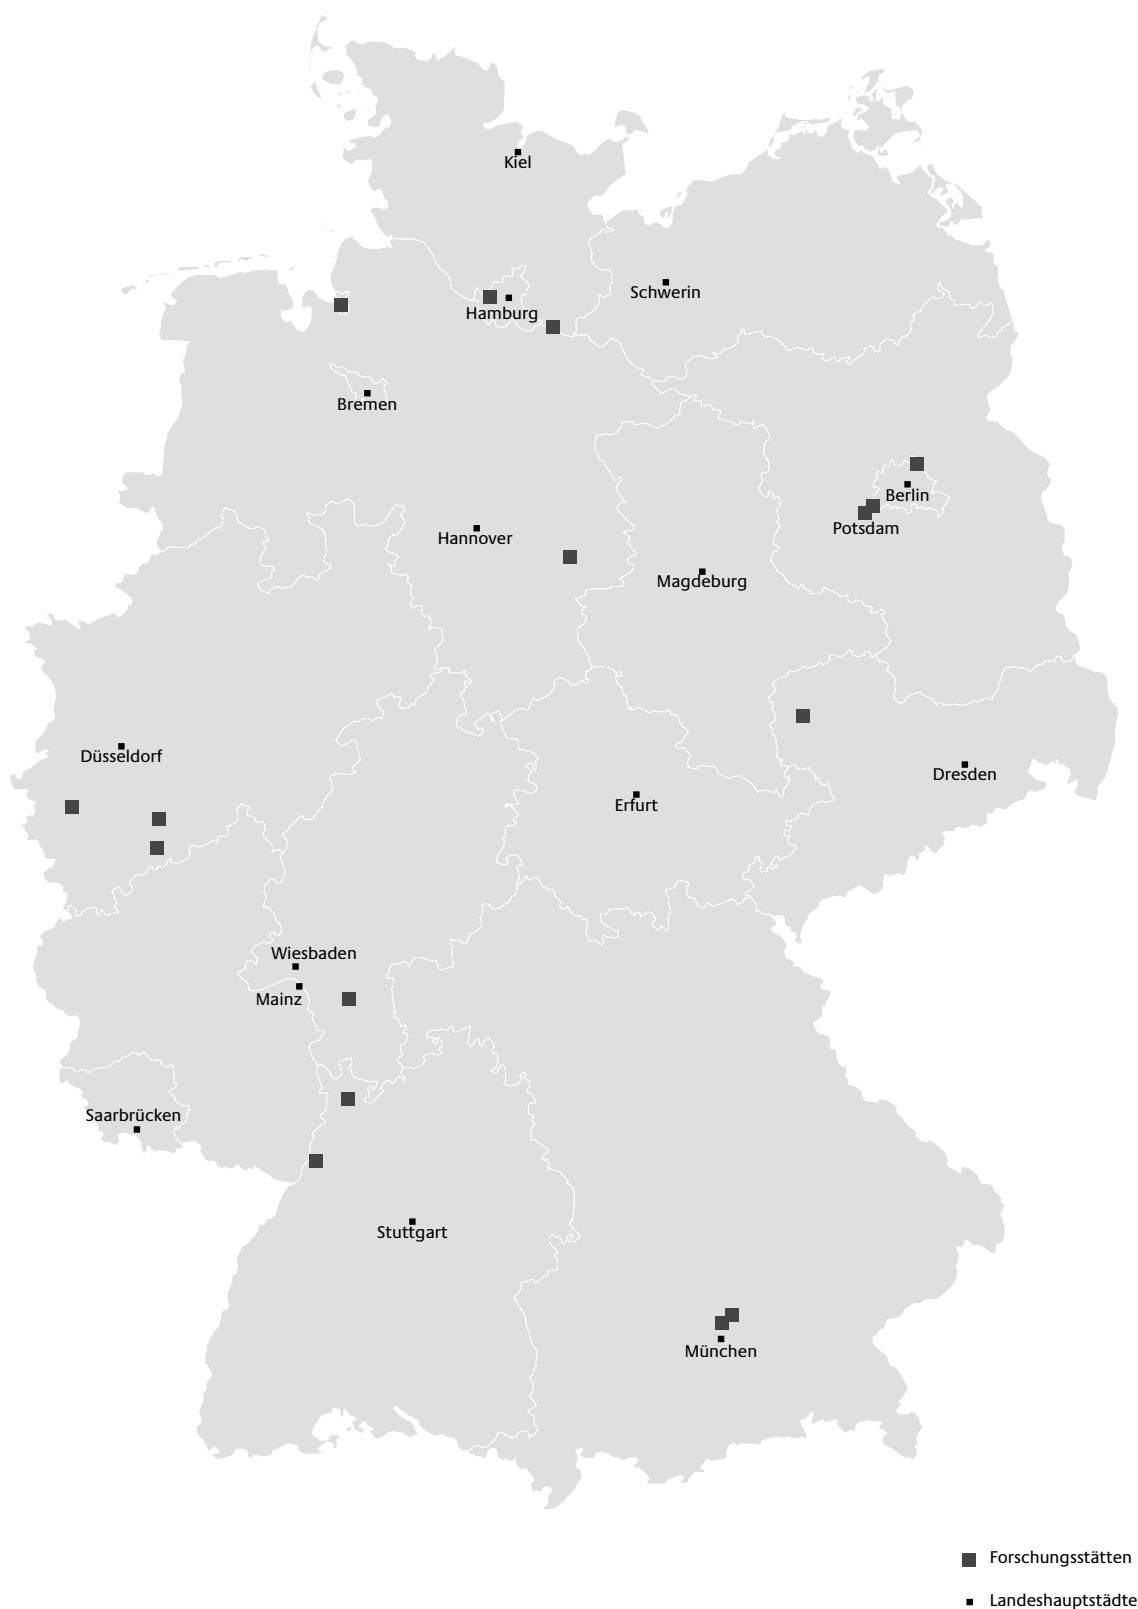 Kiel
Schwerin
Hamburg
Bremen
Berlin
Potsdam
Hannover
Magdeburg
Düsseldorf
Dresden
Erfurt
Wiesbaden
Mainz
Saarbrücken
Stuttgart
München
Forschungsstätten
Landeshauptstädte